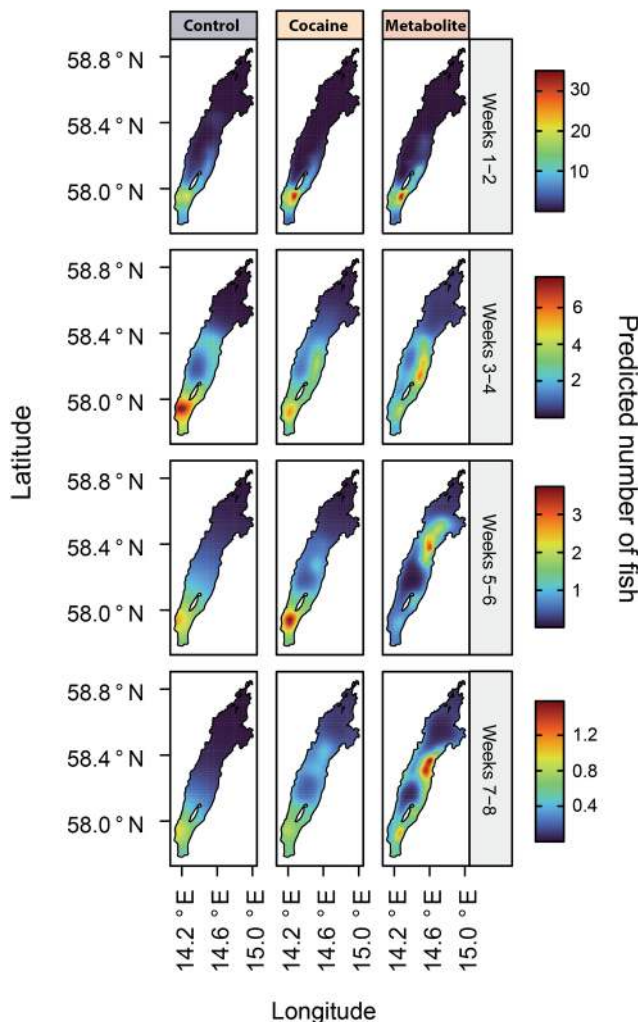 Control Cocaine Metabolite
58.8 ° N
58.4 ° N
58.0 ° N
Weeks 1–2
30
20
10
58.8 ° N
58.4 ° N
58.0 ° N
Weeks 3–4
6
4
2
58.8 ° N
58.4 ° N
58.0 ° N
Weeks 5–6
3
2
1
58.8 ° N
58.4 ° N
58.0 ° N
Weeks 7–8
1.2
0.8
0.4
Latitude
Predicted number of fish
14.2 ° E 14.6 ° E 15.0 ° E 14.2 ° E 14.6 ° E 15.0 ° E 14.2 ° E 14.6 ° E 15.0 ° E
Longitude